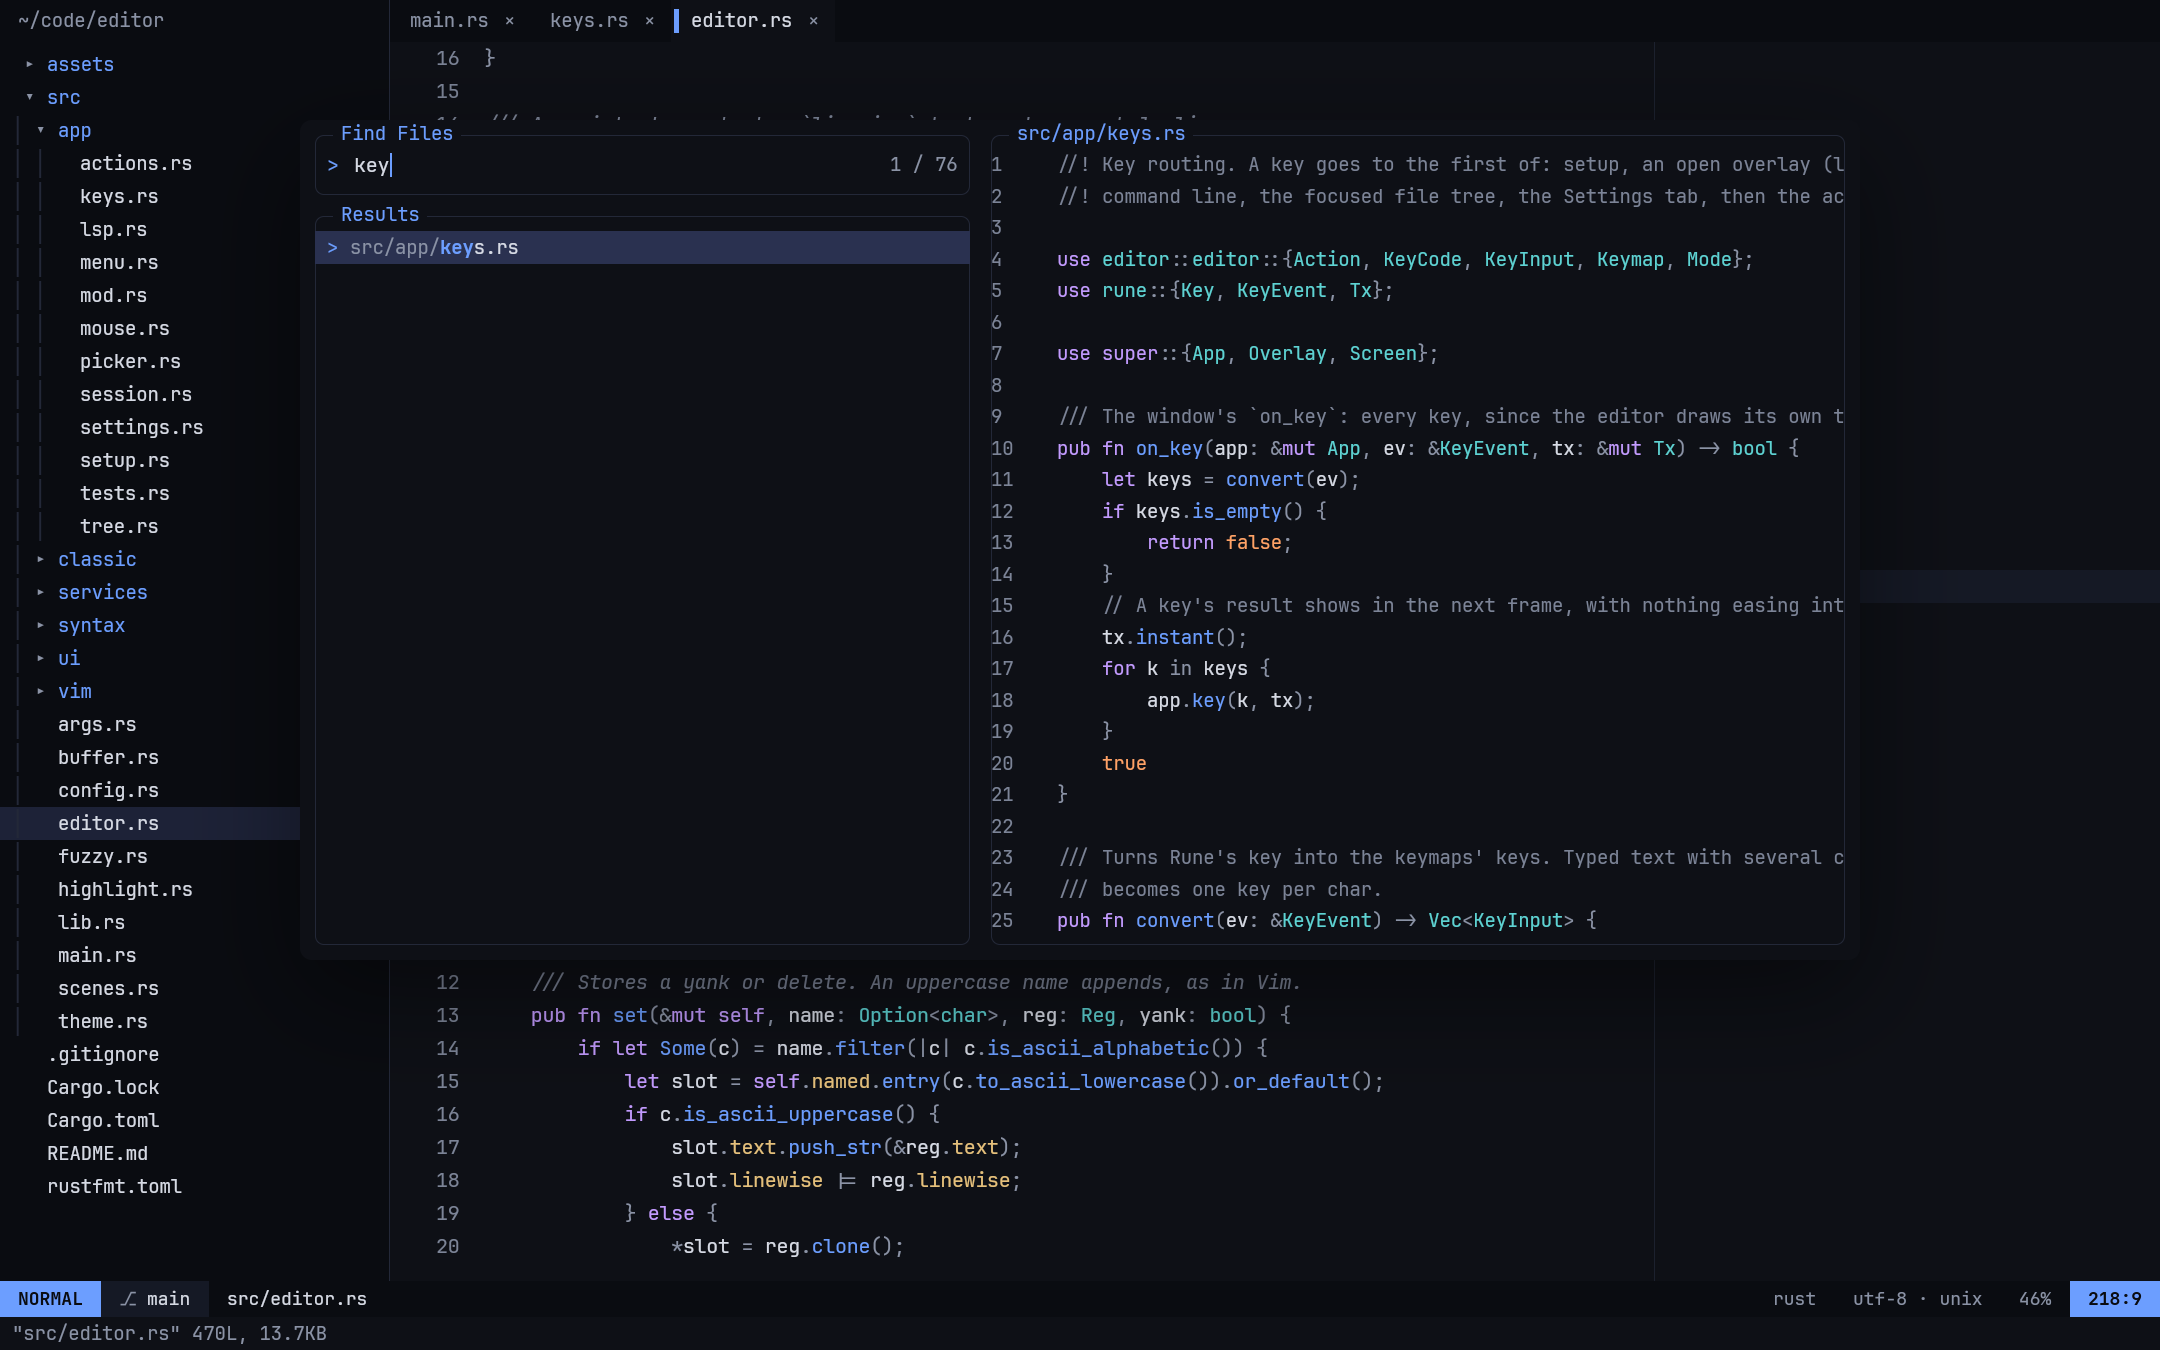 ~/code/editor
main.rs × keys.rs × editor.rs ×
▸ assets
▾ src
▾ app
actions.rs
keys.rs
lsp.rs
menu.rs
mod.rs
mouse.rs
picker.rs
session.rs
settings.rs
setup.rs
tests.rs
tree.rs
▸ classic
▸ services
▸ syntax
▸ ui
▸ vim
args.rs
buffer.rs
config.rs
editor.rs
fuzzy.rs
highlight.rs
lib.rs
main.rs
scenes.rs
theme.rs
.gitignore
Cargo.lock
Cargo.toml
README.md
rustfmt.toml
16 }
15
Find Files
> key 1 / 76
Results
> src/app/keys.rs
src/app/keys.rs
1 //! Key routing. A key goes to the first of: setup, an open overlay (l
2 //! command line, the focused file tree, the Settings tab, then the ac
3
4 use editor::editor::{Action, KeyCode, KeyInput, Keymap, Mode};
5 use rune::{Key, KeyEvent, Tx};
6
7 use super::{App, Overlay, Screen};
8
9 /// The window's `on_key`: every key, since the editor draws its own t
10 pub fn on_key(app: &mut App, ev: &KeyEvent, tx: &mut Tx) -> bool {
11 let keys = convert(ev);
12 if keys.is_empty() {
13 return false;
14 }
15 // A key's result shows in the next frame, with nothing easing int
16 tx.instant();
17 for k in keys {
18 app.key(k, tx);
19 }
20 true
21 }
22
23 /// Turns Rune's key into the keymaps' keys. Typed text with several c
24 /// becomes one key per char.
25 pub fn convert(ev: &KeyEvent) -> Vec<KeyInput> {
12 /// Stores a yank or delete. An uppercase name appends, as in Vim.
13 pub fn set(&mut self, name: Option<char>, reg: Reg, yank: bool) {
14 if let Some(c) = name.filter(|c| c.is_ascii_alphabetic()) {
15 let slot = self.named.entry(c.to_ascii_lowercase()).or_default();
16 if c.is_ascii_uppercase() {
17 slot.text.push_str(&reg.text);
18 slot.linewise |= reg.linewise;
19 } else {
20 *slot = reg.clone();
NORMAL main src/editor.rs rust utf-8 · unix 46% 218:9
"src/editor.rs" 470L, 13.7KB